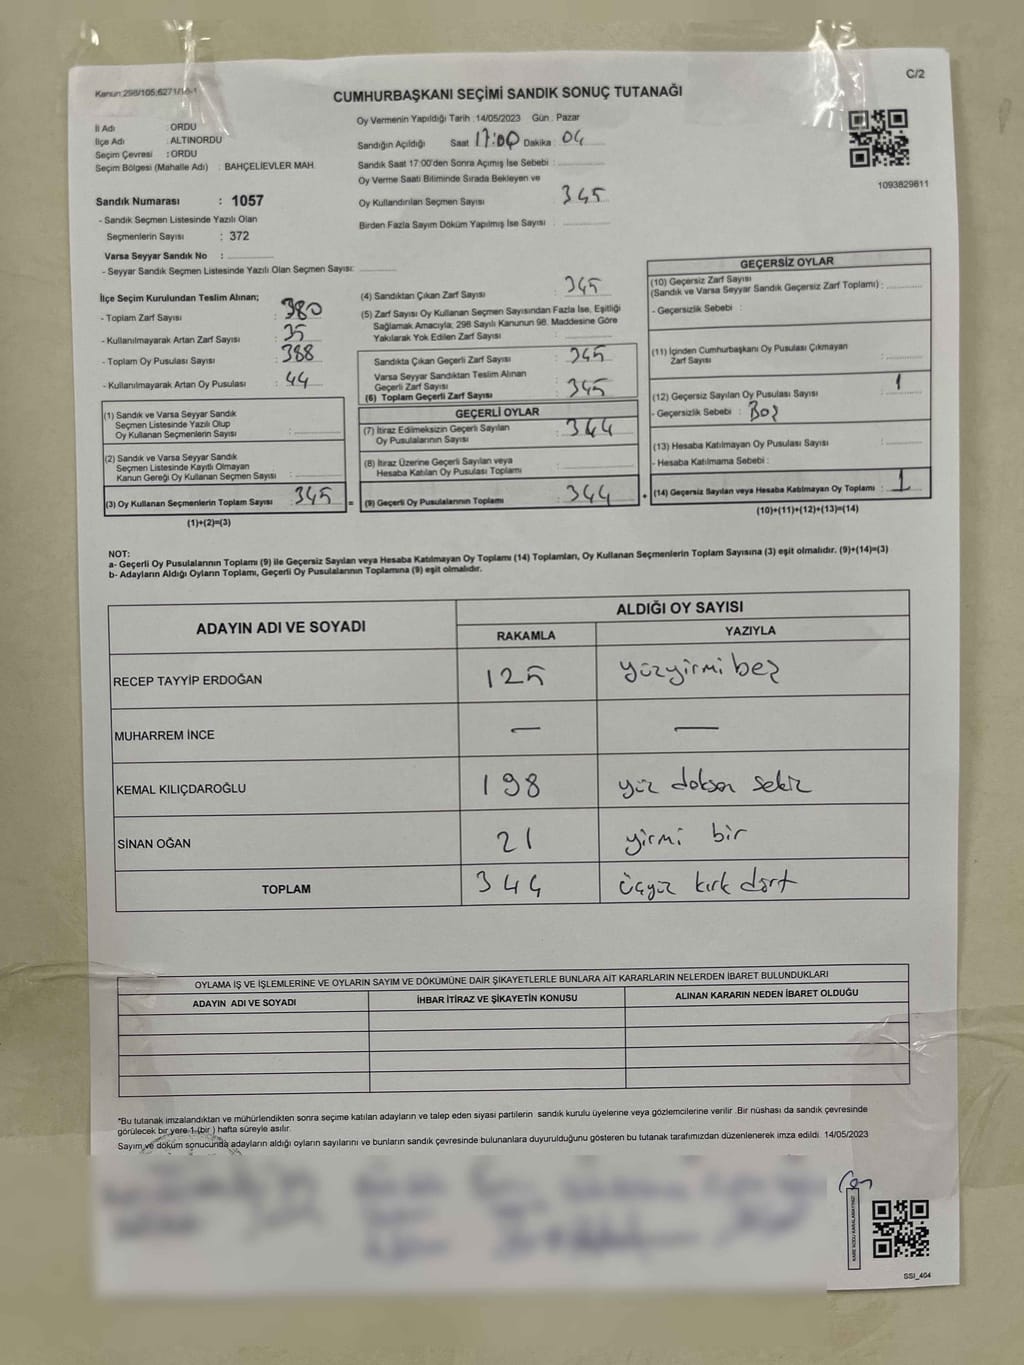 C/2
Kanun:298/105;6271/16-1
CUMHURBAŞKANI SEÇİMİ SANDIK SONUÇ TUTANAĞI
İl Adı : ORDU
İlçe Adı : ALTINORDU
Seçim Çevresi : ORDU
Seçim Bölgesi (Mahalle Adı) : BAHÇELİEVLER MAH.
Sandık Numarası : 1057
- Sandık Seçmen Listesinde Yazılı Olan
Seçmenlerin Sayısı : 372
Varsa Seyyar Sandık No :
- Seyyar Sandık Seçmen Listesinde Yazılı Olan Seçmen Sayısı:
Oy Vermenin Yapıldığı Tarih : 14/05/2023 Gün : Pazar
Sandığın Açıldığı Saat 17:00 Dakika : 04
Sandık Saat 17:00'den Sonra Açımış İse Sebebi :
Oy Verme Saati Bitiminde Sırada Bekleyen ve
Oy Kullandırılan Seçmen Sayısı : 345
Birden Fazla Sayım Döküm Yapılmış İse Sayısı :
1093829611
İlçe Seçim Kurulundan Teslim Alınan;
- Toplam Zarf Sayısı : 380
- Kullanılmayarak Artan Zarf Sayısı : 35
- Toplam Oy Pusulası Sayısı : 388
- Kullanılmayarak Artan Oy Pusulası : 44
(1) Sandık ve Varsa Seyyar Sandık
Seçmen Listesinde Yazılı Olup
Oy Kullanan Seçmenlerin Sayısı :
(2) Sandık ve Varsa Seyyar Sandık
Seçmen Listesinde Kayıtlı Olmayan
Kanun Gereği Oy Kullanan Seçmen Sayısı :
(3) Oy Kullanan Seçmenlerin Toplam Sayısı : 345 =
(1)+(2)=(3)
(4) Sandıktan Çıkan Zarf Sayısı : 345
(5) Zarf Sayısı Oy Kullanan Seçmen Sayısından Fazla İse, Eşitliği
Sağlamak Amacıyla, 298 Sayılı Kanunun 98. Maddesine Göre
Yakılarak Yok Edilen Zarf Sayısı :
Sandıkta Çıkan Geçerli Zarf Sayısı : 345
Varsa Seyyar Sandıktan Teslim Alınan
Geçerli Zarf Sayısı :
(6) Toplam Geçerli Zarf Sayısı : 345
GEÇERLİ OYLAR
(7) İtiraz Edilmeksizin Geçerli Sayılan
Oy Pusulalarının Sayısı : 344
(8) İtiraz Üzerine Geçerli Sayılan veya
Hesaba Katılan Oy Pusulası Toplamı :
(9) Geçerli Oy Pusulalarının Toplamı : 344 +
GEÇERSİZ OYLAR
(10) Geçersiz Zarf Sayısı
(Sandık ve Varsa Seyyar Sandık Geçersiz Zarf Toplamı) :
- Geçersizlik Sebebi :
(11) İçinden Cumhurbaşkanı Oy Pusulası Çıkmayan
Zarf Sayısı :
(12) Geçersiz Sayılan Oy Pusulası Sayısı : 1
- Geçersizlik Sebebi : Boş
(13) Hesaba Katılmayan Oy Pusulası Sayısı :
- Hesaba Katılmama Sebebi :
(14) Geçersiz Sayılan veya Hesaba Katılmayan Oy Toplamı : 1
(10)+(11)+(12)+(13)=(14)
NOT:
a- Geçerli Oy Pusulalarının Toplamı (9) ile Geçersiz Sayılan veya Hesaba Katılmayan Oy Toplamı (14) Toplamları, Oy Kullanan Seçmenlerin Toplam Sayısına (3) eşit olmalıdır. (9)+(14)=(3)
b- Adayların Aldığı Oyların Toplamı, Geçerli Oy Pusulalarının Toplamına (9) eşit olmalıdır.
ADAYIN ADI VE SOYADI ALDIĞI OY SAYISI
RAKAMLA YAZIYLA
RECEP TAYYİP ERDOĞAN 125 yüzyirmi beş
MUHARREM İNCE — —
KEMAL KILIÇDAROĞLU 198 yüz doksan sekiz
SİNAN OĞAN 21 yirmi bir
TOPLAM 344 üçyüz kırk dört
OYLAMA İŞ VE İŞLEMLERİNE VE OYLARIN SAYIM VE DÖKÜMÜNE DAİR ŞİKAYETLERLE BUNLARA AİT KARARLARIN NELERDEN İBARET BULUNDUKLARI
ADAYIN ADI VE SOYADI İHBAR İTİRAZ VE ŞİKAYETİN KONUSU ALINAN KARARIN NEDEN İBARET OLDUĞU
*Bu tutanak imzalandıktan ve mühürlendikten sonra seçime katılan adayların ve talep eden siyasi partilerin sandık kurulu üyelerine veya gözlemcilerine verilir .Bir nüshası da sandık çevresinde
görülecek bir yere 1 (bir ) hafta süreyle asılır.
Sayım ve döküm sonucunda adayların aldığı oyların sayılarını ve bunların sandık çevresinde bulunanlara duyurulduğunu gösteren bu tutanak tarafımızdan düzenlenerek imza edildi. 14/05/2023
KARE KODU KARALAMAYINIZ!
SSI_404